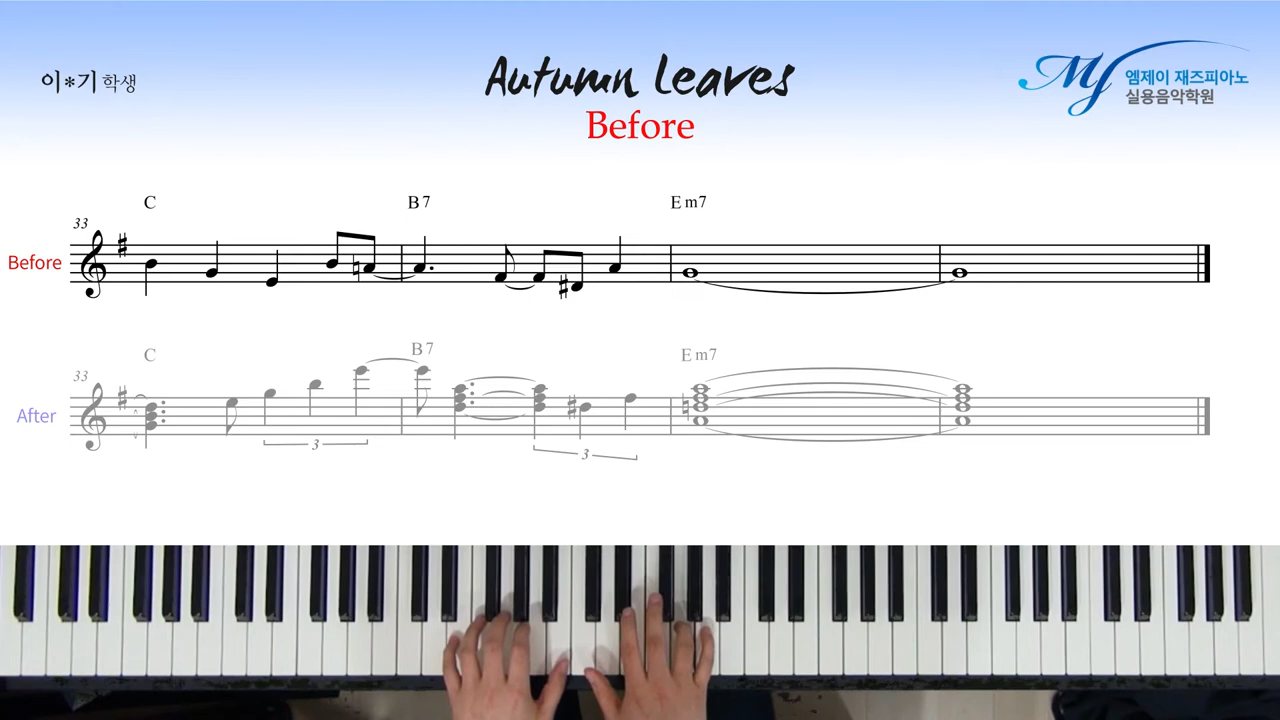 이*기 학생
Autumn Leaves
Before
MJ 엠제이 재즈피아노
실용음악학원
C B7 Em7
33
Before
C B7 Em7
33
After
3 3